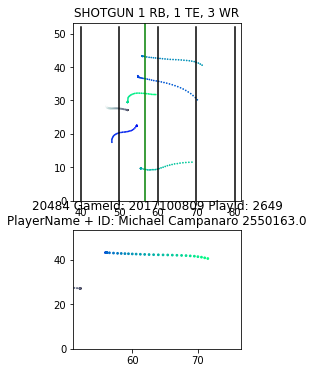 SHOTGUN 1 RB, 1 TE, 3 WR
50
40
30
20
10
0
40 50 60 70 80
20484 GameId: 2017100809 PlayId: 2649
PlayerName + ID: Michael Campanaro 2550163.0
40
20
0
60 70